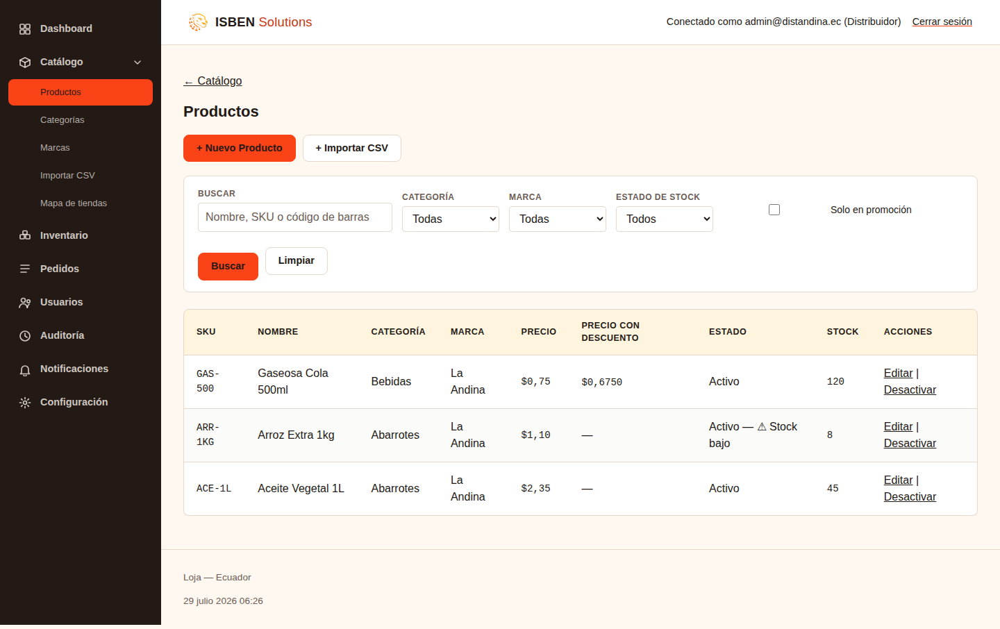 Dashboard
Catálogo
Productos
Categorías
Marcas
Importar CSV
Mapa de tiendas
Inventario
Pedidos
Usuarios
Auditoría
Notificaciones
Configuración
ISBEN Solutions
Conectado como admin@distandina.ec (Distribuidor) Cerrar sesión
← Catálogo
Productos
+ Nuevo Producto + Importar CSV
BUSCAR CATEGORÍA MARCA ESTADO DE STOCK
Nombre, SKU o código de barras Todas Todas Todos Solo en promoción
Buscar Limpiar
SKU NOMBRE CATEGORÍA MARCA PRECIO PRECIO CON DESCUENTO ESTADO STOCK ACCIONES
GAS-500 Gaseosa Cola 500ml Bebidas La Andina $0,75 $0,6750 Activo 120 Editar | Desactivar
ARR-1KG Arroz Extra 1kg Abarrotes La Andina $1,10 — Activo — ⚠ Stock bajo 8 Editar | Desactivar
ACE-1L Aceite Vegetal 1L Abarrotes La Andina $2,35 — Activo 45 Editar | Desactivar
Loja — Ecuador
29 julio 2026 06:26